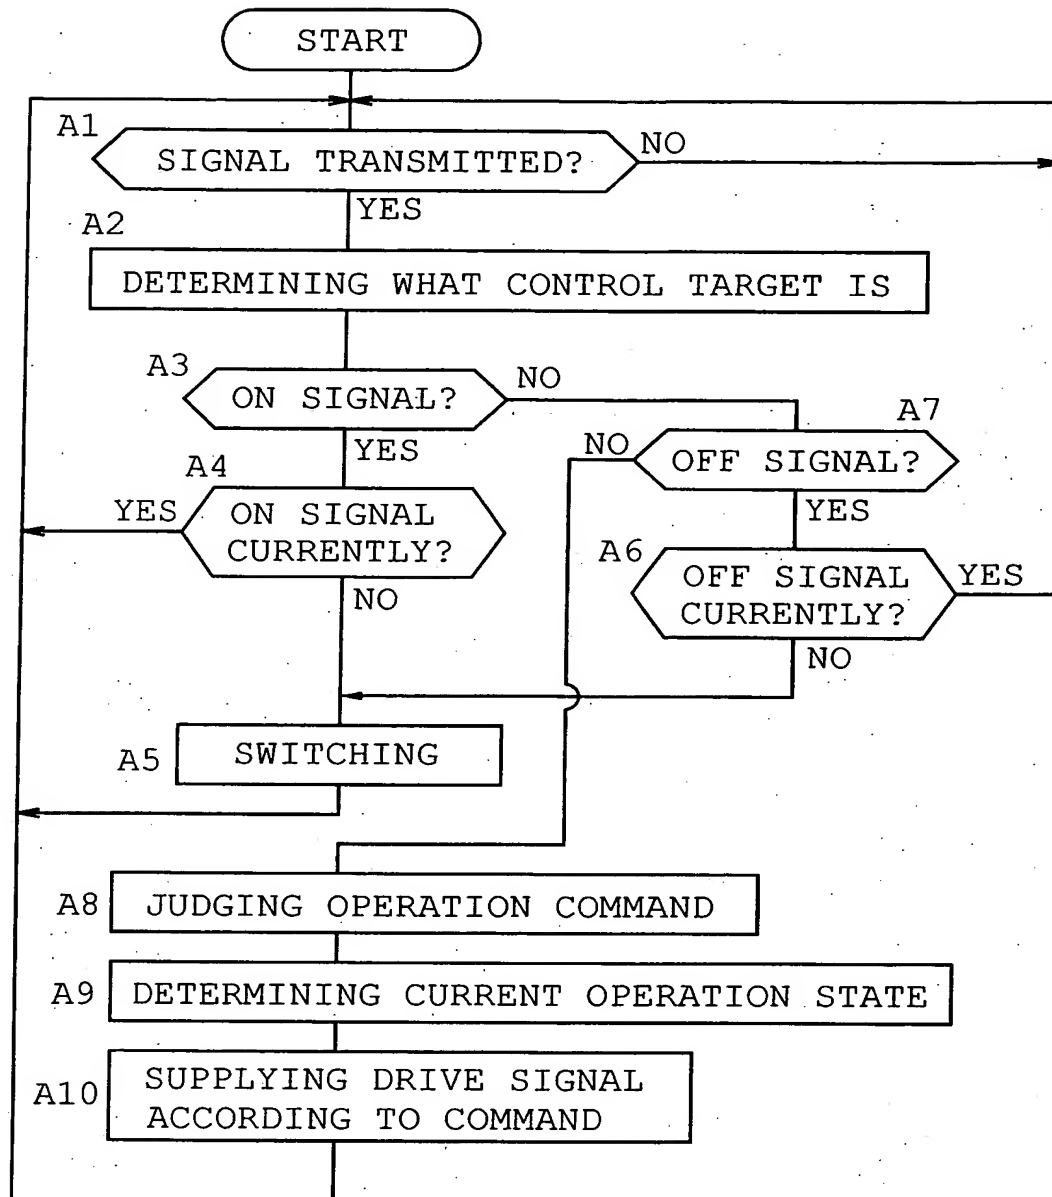 START
A1
SIGNAL TRANSMITTED?
NO
YES
A2
DETERMINING WHAT CONTROL TARGET IS
A3
ON SIGNAL?
NO
YES
A7
NO
OFF SIGNAL?
YES
A4
YES
ON SIGNAL
CURRENTLY?
NO
A6
OFF SIGNAL
CURRENTLY?
YES
NO
A5
SWITCHING
A8
JUDGING OPERATION COMMAND
A9
DETERMINING CURRENT OPERATION STATE
A10
SUPPLYING DRIVE SIGNAL
ACCORDING TO COMMAND